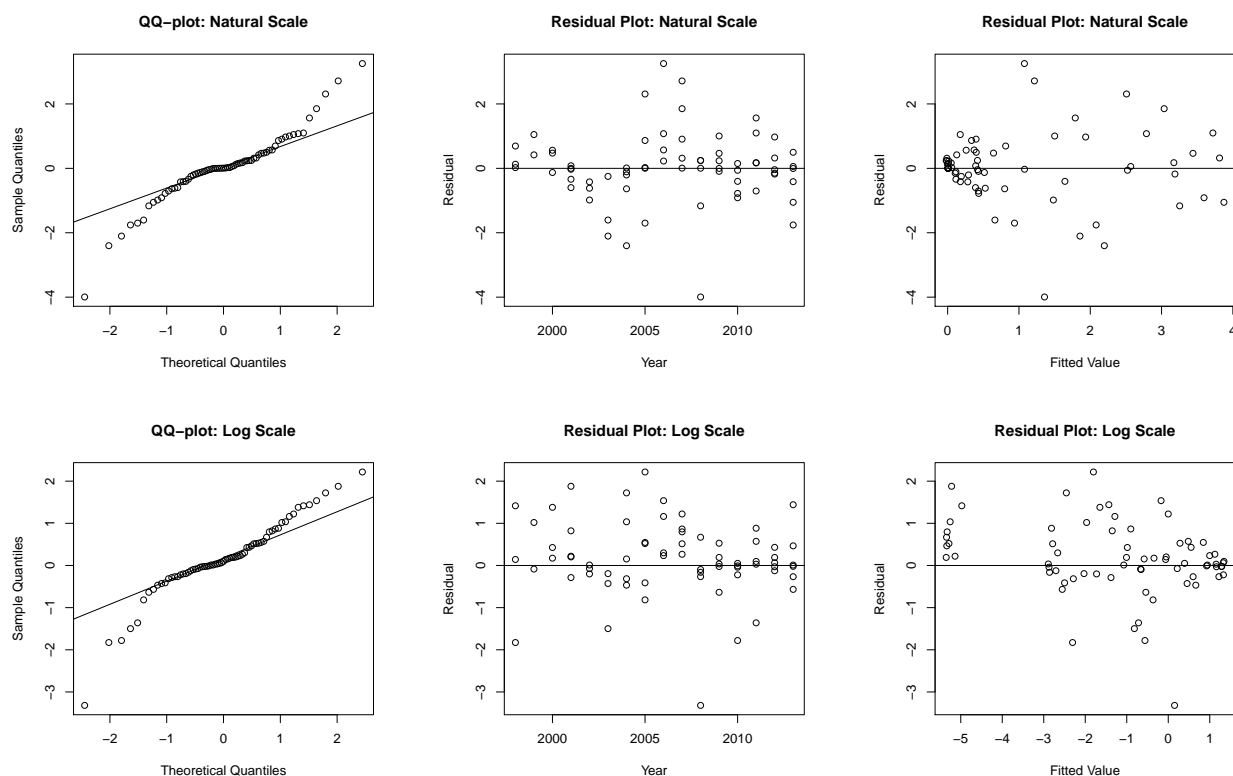 QQ−plot: Natural Scale
Sample Quantiles
2
0
−2
−4
−2 −1 0 1 2
Theoretical Quantiles
Residual Plot: Natural Scale
Residual
2
0
−2
−4
2000 2005 2010
Year
Residual Plot: Natural Scale
Residual
2
0
−2
−4
0 1 2 3 4
Fitted Value
QQ−plot: Log Scale
Sample Quantiles
2
1
0
−1
−2
−3
−2 −1 0 1 2
Theoretical Quantiles
Residual Plot: Log Scale
Residual
2
1
0
−1
−2
−3
2000 2005 2010
Year
Residual Plot: Log Scale
Residual
2
1
0
−1
−2
−3
−5 −4 −3 −2 −1 0 1
Fitted Value